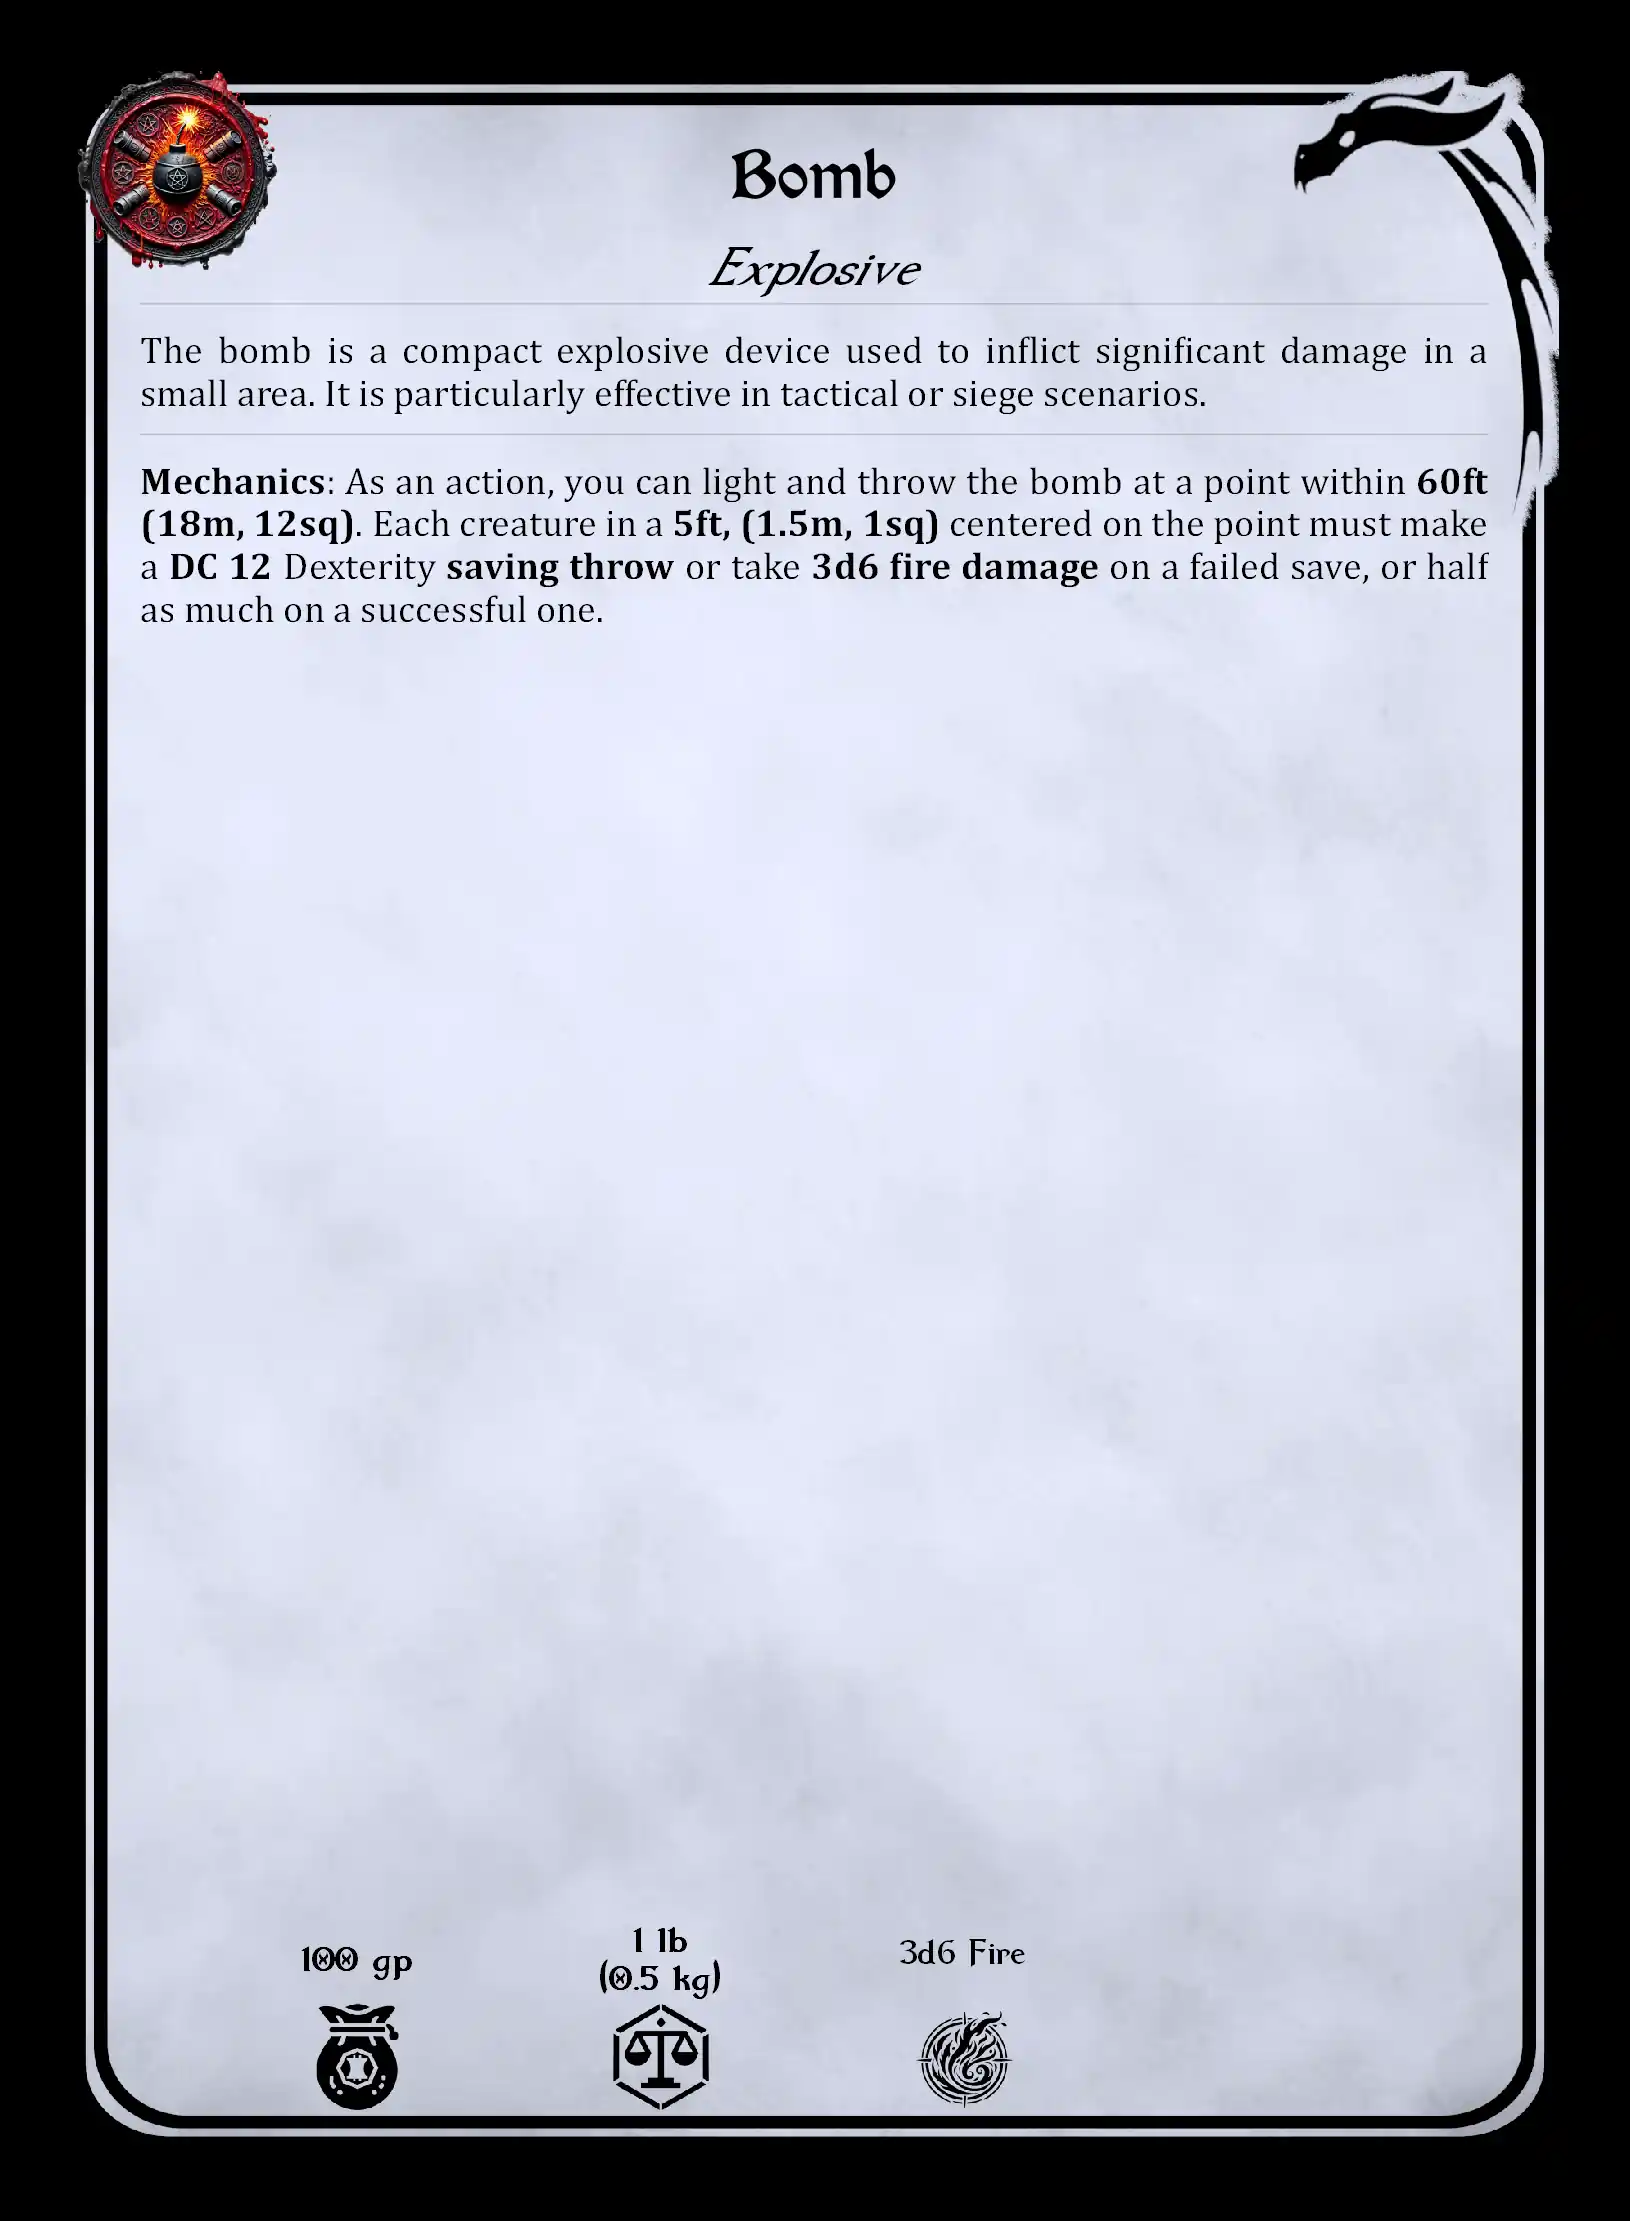 Bomb
Explosive
The bomb is a compact explosive device used to inflict significant damage in a
small area. It is particularly effective in tactical or siege scenarios.
Mechanics: As an action, you can light and throw the bomb at a point within 60ft
(18m, 12sq). Each creature in a 5ft, (1.5m, 1sq) centered on the point must make
a DC 12 Dexterity saving throw or take 3d6 fire damage on a failed save, or half
as much on a successful one.
100 gp
1 lb
(0.5 kg)
3d6 Fire